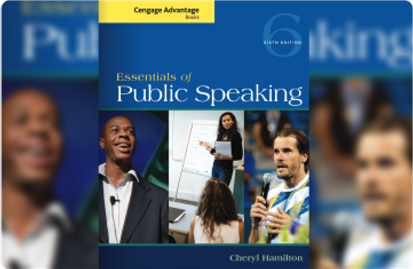 Cengage Advantage
Books
6
SIXTH EDITION
Essentials of
Public Speaking
Cheryl Hamilton